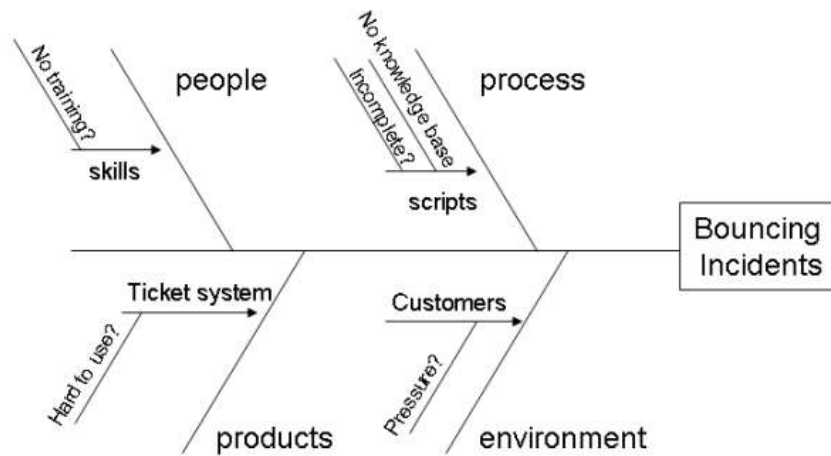 people
No training?
skills
process
No knowledge base
Incomplete?
scripts
Bouncing
Incidents
Ticket system
Hard to use?
products
Customers
Pressure?
environment